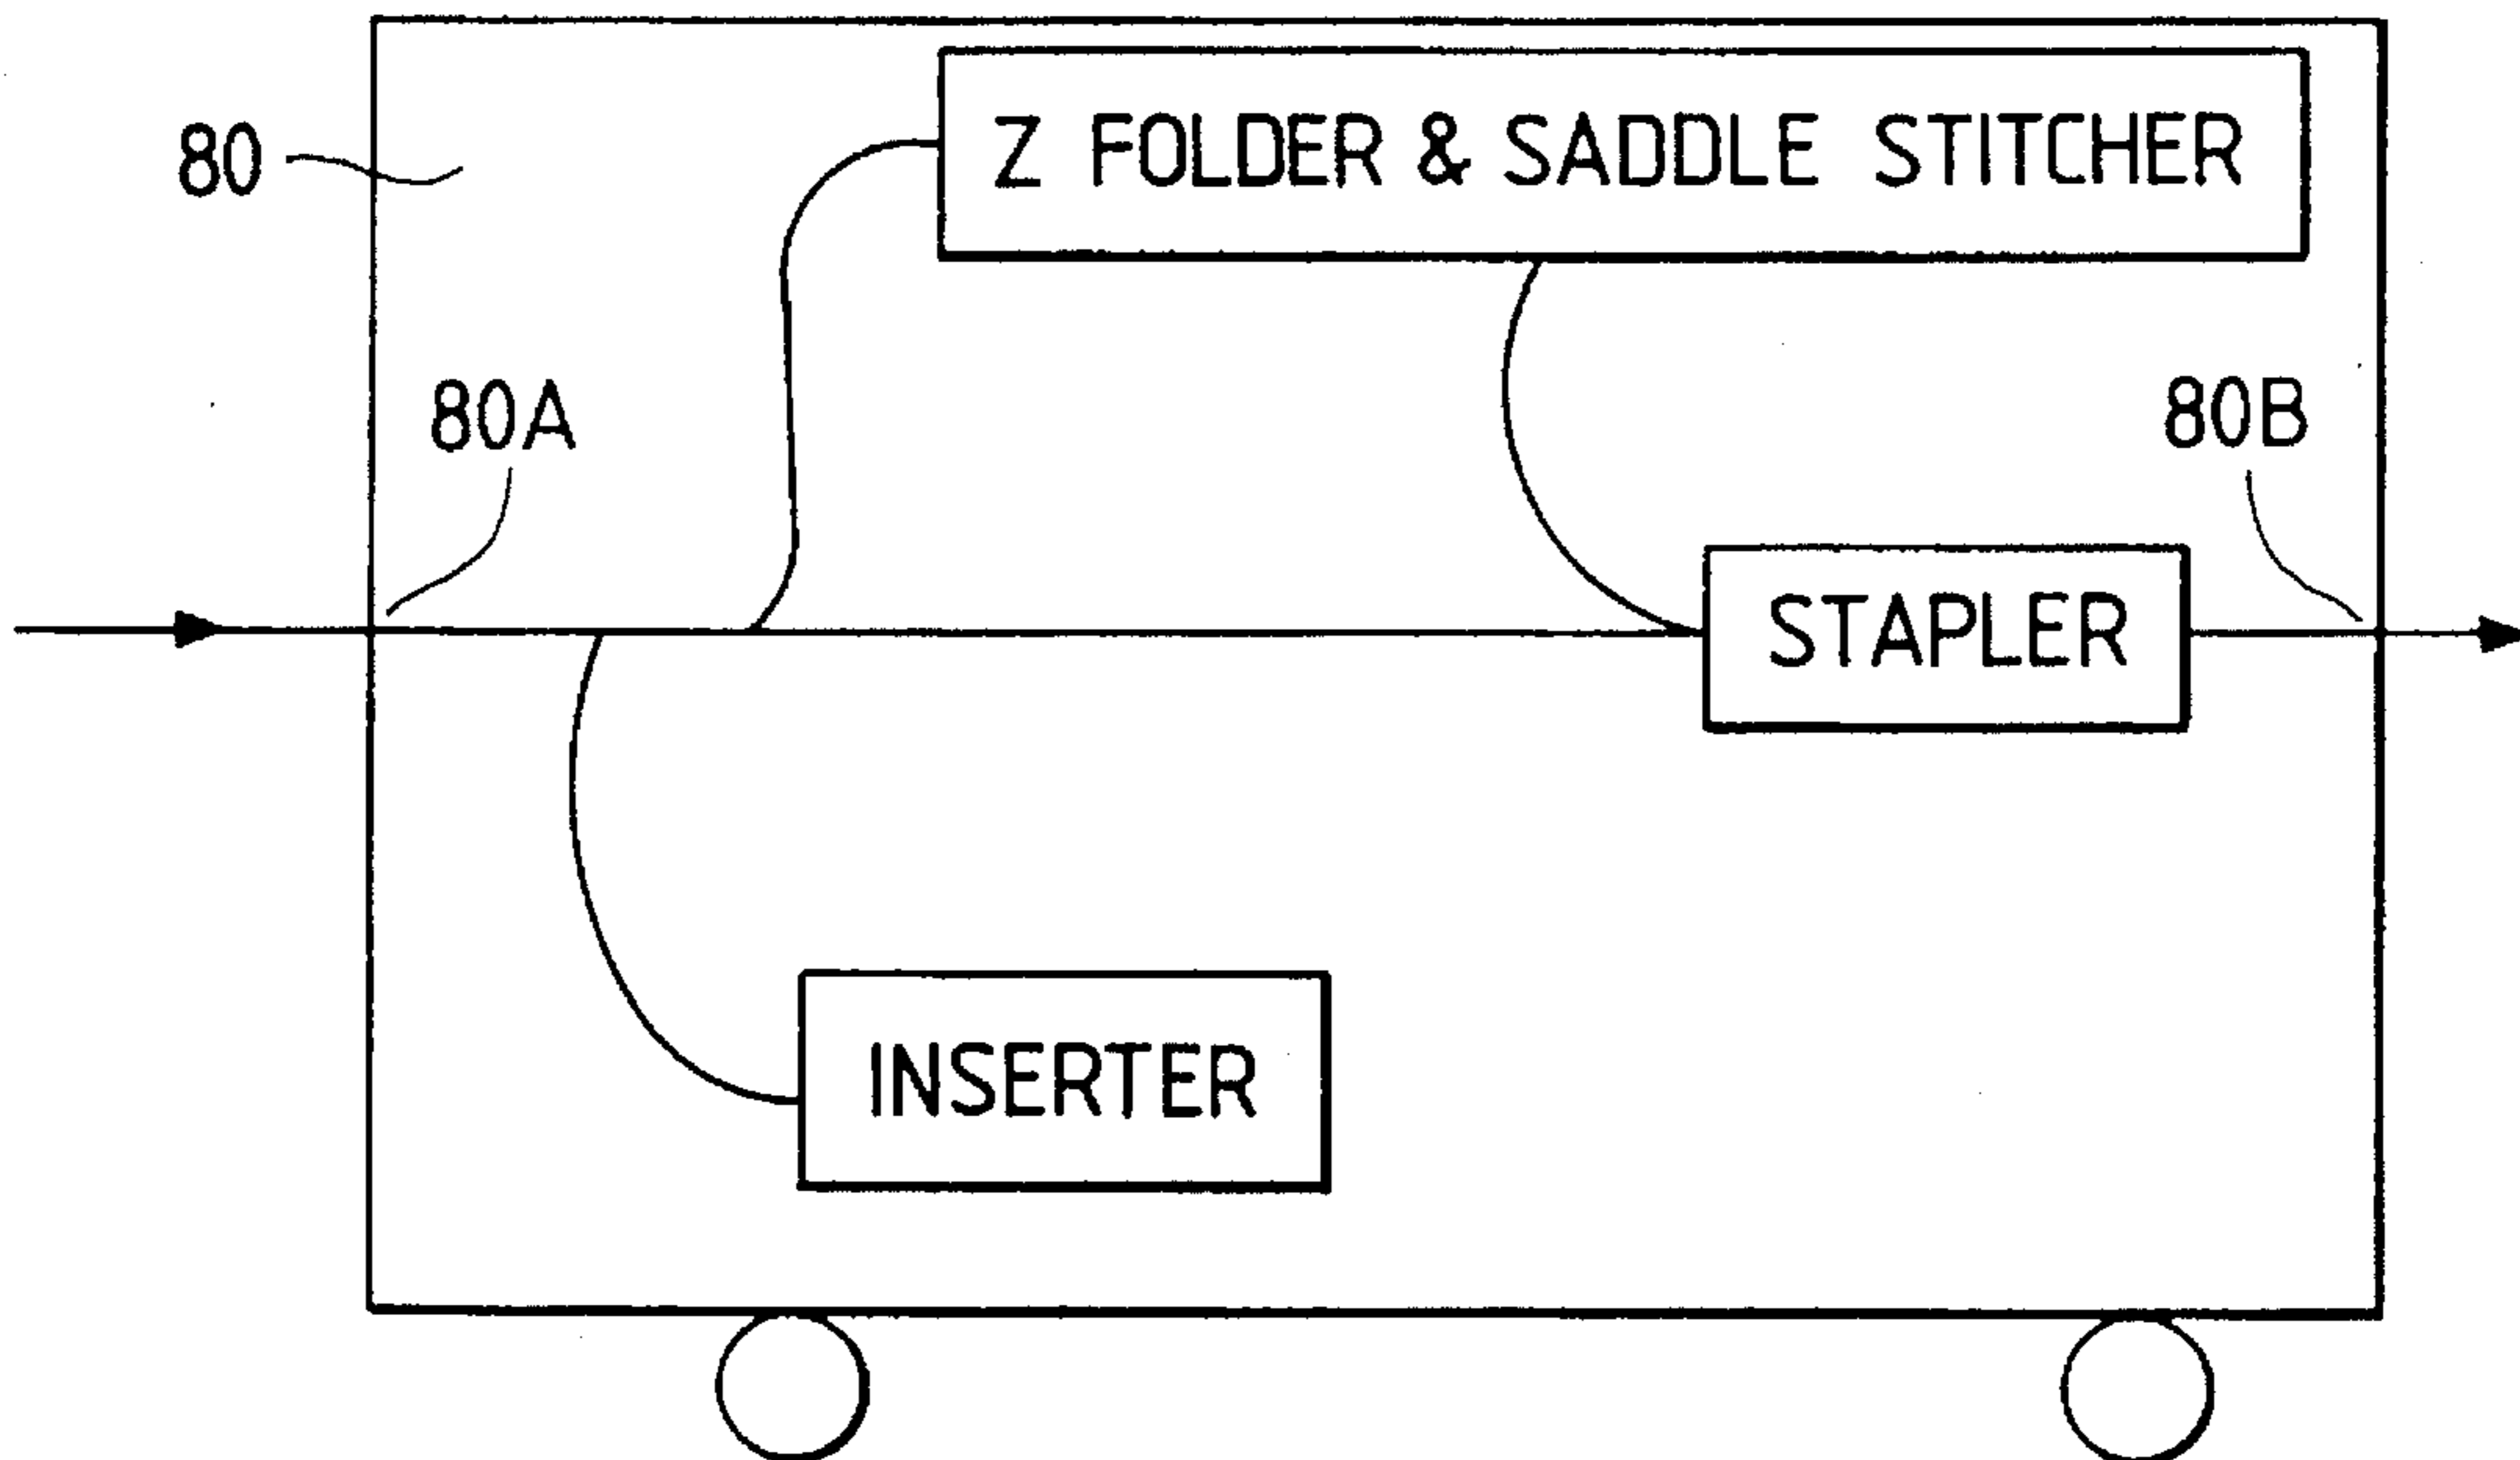 Z FOLDER & SADDLE STITCHER
80
80A
80B
STAPLER
INSERTER